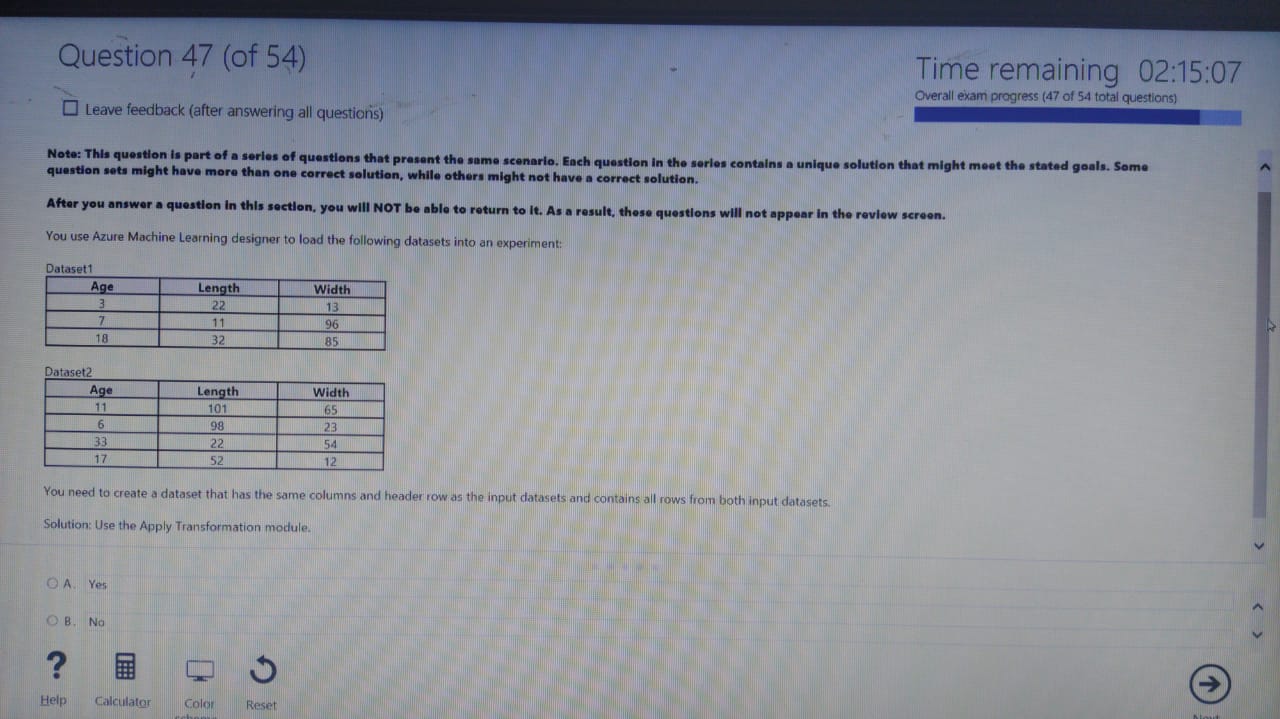 Question 47 (of 54)
Time remaining 02:15:07
Leave feedback (after answering all questions)
Overall exam progress (47 of 54 total questions)
Note: This question is part of a series of questions that present the same scenario. Each question in the series contains a unique solution that might meet the stated goals. Some
question sets might have more than one correct solution, while others might not have a correct solution.
After you answer a question in this section, you will NOT be able to return to it. As a result, these questions will not appear in the review screen.
You use Azure Machine Learning designer to load the following datasets into an experiment:
Dataset1
Age Length Width
3 22 13
7 11 96
18 32 85
Dataset2
Age Length Width
11 101 65
6 98 23
33 22 54
17 52 12
You need to create a dataset that has the same columns and header row as the input datasets and contains all rows from both input datasets.
Solution: Use the Apply Transformation module.
A. Yes
B. No
Help Calculator Color Reset